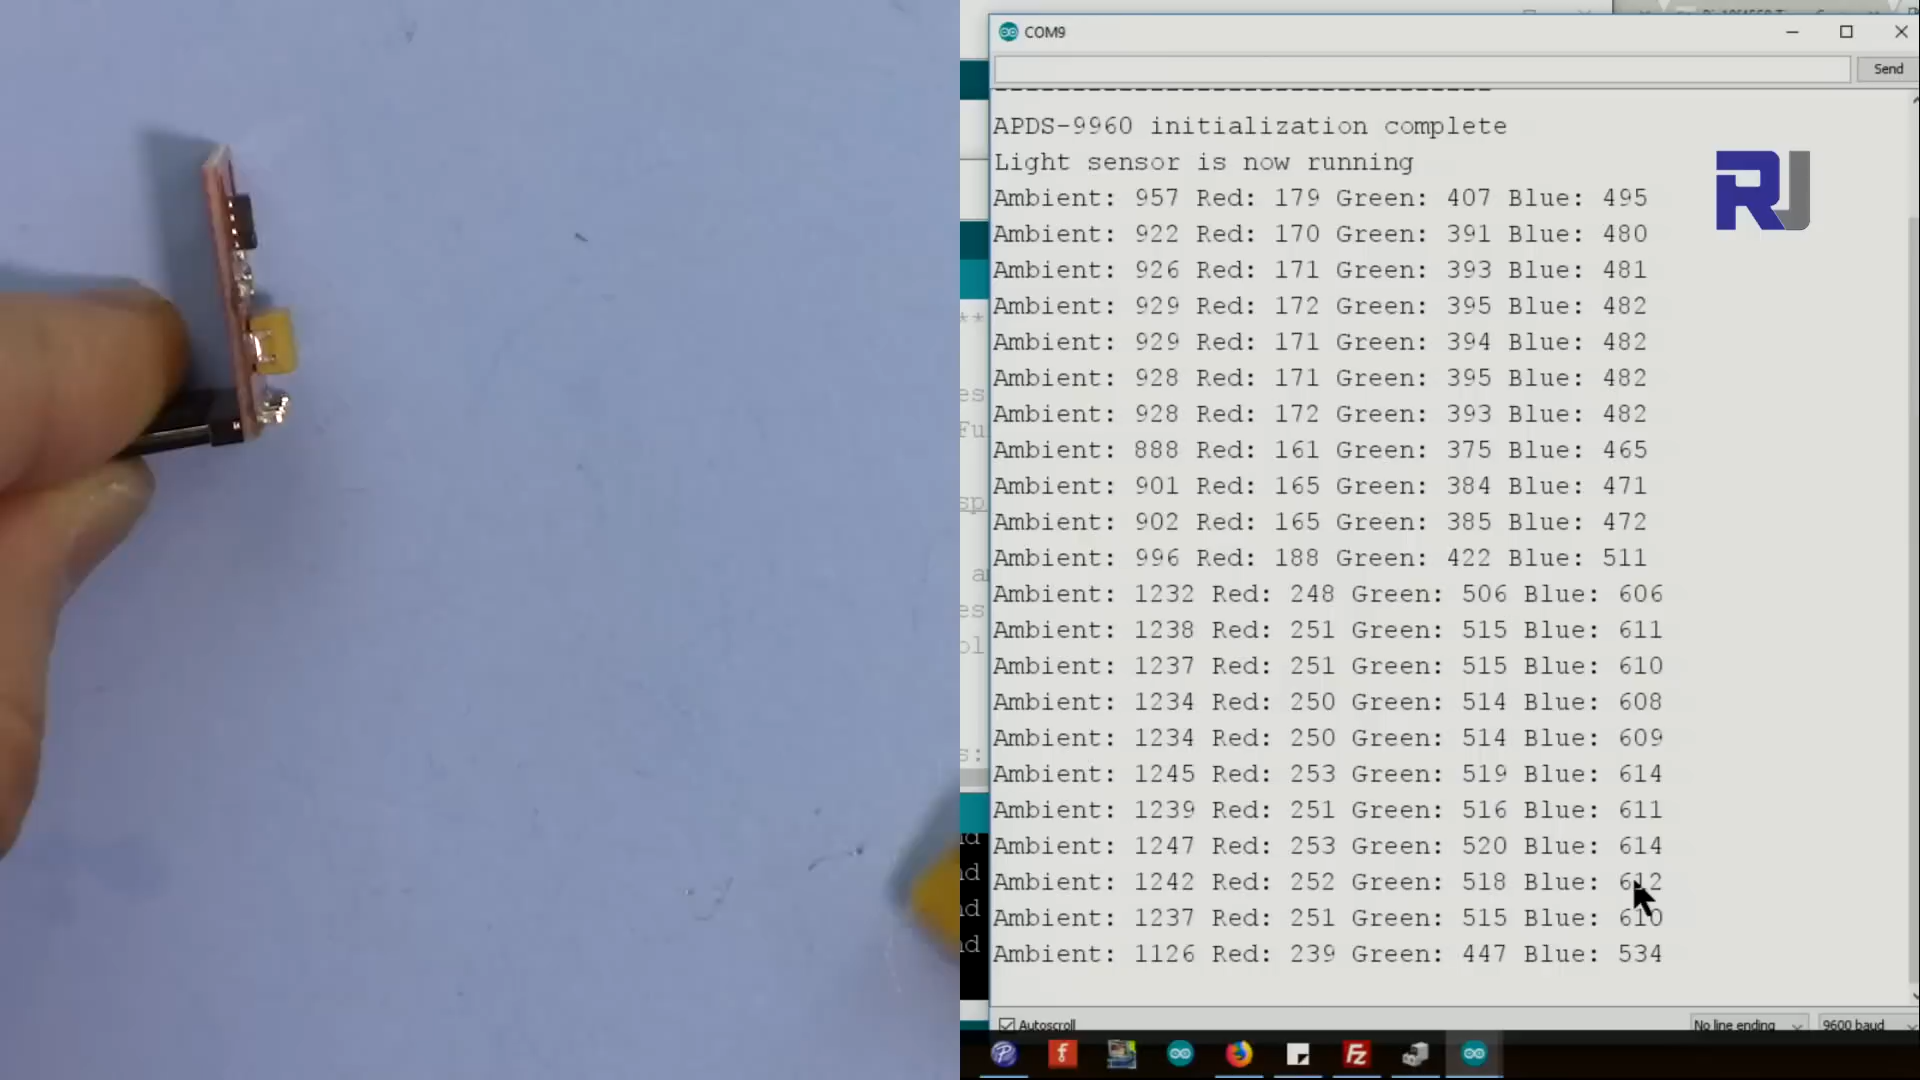 COM9
Send
APDS-9960 initialization complete
Light sensor is now running
RJ
Ambient: 957 Red: 179 Green: 407 Blue: 495
Ambient: 922 Red: 170 Green: 391 Blue: 480
Ambient: 926 Red: 171 Green: 393 Blue: 481
Ambient: 929 Red: 172 Green: 395 Blue: 482
Ambient: 929 Red: 171 Green: 394 Blue: 482
Ambient: 928 Red: 171 Green: 395 Blue: 482
Ambient: 928 Red: 172 Green: 393 Blue: 482
Ambient: 888 Red: 161 Green: 375 Blue: 465
Ambient: 901 Red: 165 Green: 384 Blue: 471
Ambient: 902 Red: 165 Green: 385 Blue: 472
Ambient: 996 Red: 188 Green: 422 Blue: 511
Ambient: 1232 Red: 248 Green: 506 Blue: 606
Ambient: 1238 Red: 251 Green: 515 Blue: 611
Ambient: 1237 Red: 251 Green: 515 Blue: 610
Ambient: 1234 Red: 250 Green: 514 Blue: 608
Ambient: 1234 Red: 250 Green: 514 Blue: 609
Ambient: 1245 Red: 253 Green: 519 Blue: 614
Ambient: 1239 Red: 251 Green: 516 Blue: 611
Ambient: 1247 Red: 253 Green: 520 Blue: 614
Ambient: 1242 Red: 252 Green: 518 Blue: 612
Ambient: 1237 Red: 251 Green: 515 Blue: 610
Ambient: 1126 Red: 239 Green: 447 Blue: 534
Autoscroll
No line ending
9600 baud